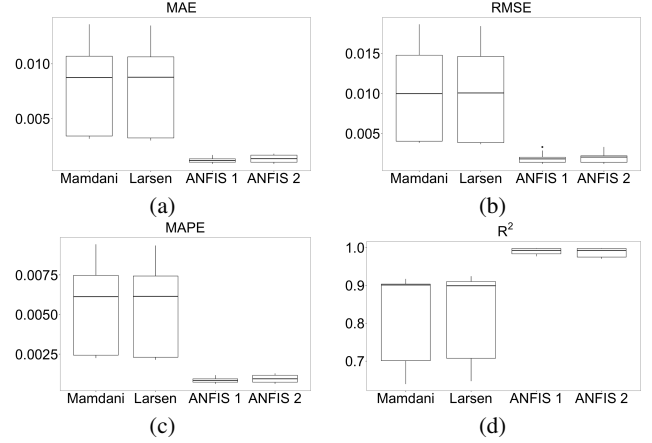 MAE
0.010
0.005
Mamdani Larsen ANFIS 1 ANFIS 2
(a)
RMSE
0.015
0.010
0.005
Mamdani Larsen ANFIS 1 ANFIS 2
(b)
MAPE
0.0075
0.0050
0.0025
Mamdani Larsen ANFIS 1 ANFIS 2
(c)
R²
1.0
0.9
0.8
0.7
Mamdani Larsen ANFIS 1 ANFIS 2
(d)